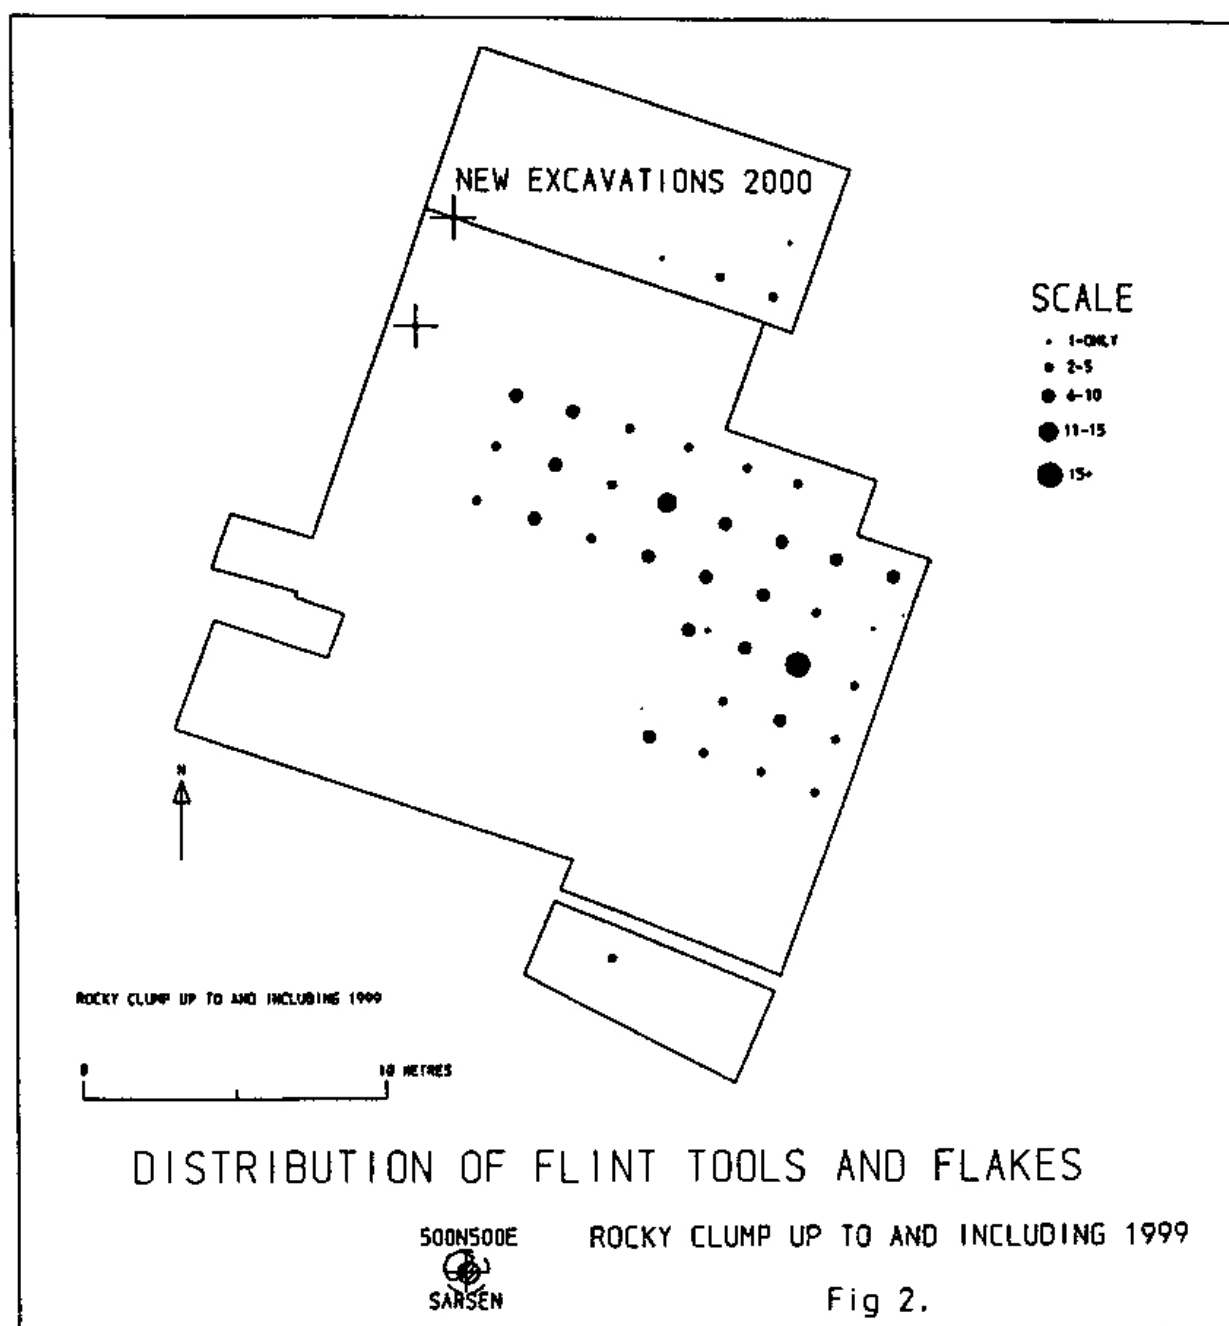 NEW EXCAVATIONS 2000
SCALE
1-ONLY
2-5
6-10
11-15
15+
N
ROCKY CLUMP UP TO AND INCLUDING 1999
0 10 METRES
DISTRIBUTION OF FLINT TOOLS AND FLAKES
500N500E
ROCKY CLUMP UP TO AND INCLUDING 1999
SARSEN
Fig 2.